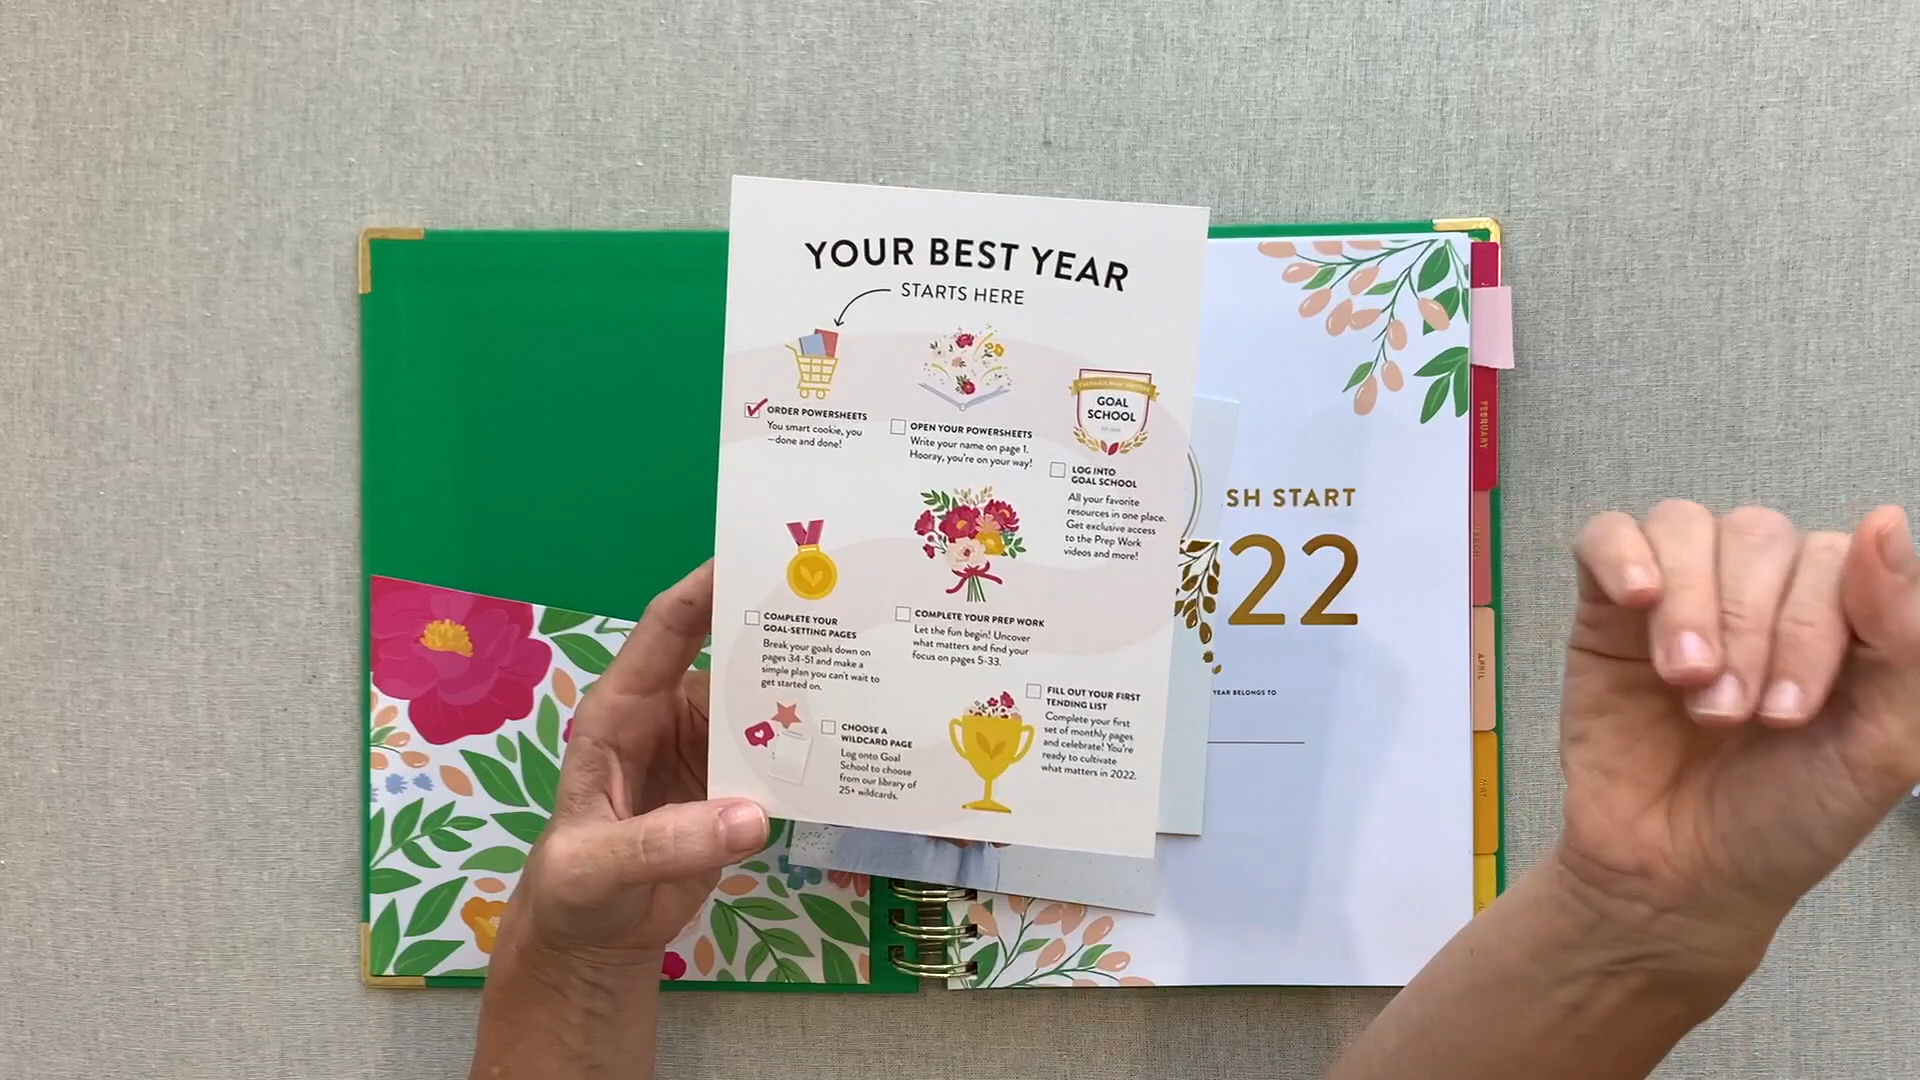 YOUR BEST YEAR
STARTS HERE
ORDER POWERSHEETS
You smart cookie, you
—done and done!
OPEN YOUR POWERSHEETS
Write your name on page 1.
Hooray, you're on your way!
GOAL
SCHOOL
LOG INTO
GOAL SCHOOL
All your favorite
resources in one place.
Get exclusive access
to the Prep Work
videos and more!
COMPLETE YOUR
GOAL-SETTING PAGES
Break your goals down on
pages 34-51 and make a
simple plan you can't wait to
get started on.
COMPLETE YOUR PREP WORK
Let the fun begin! Uncover
what matters and find your
focus on pages 5-33.
CHOOSE A
WILDCARD PAGE
Log onto Goal
School to choose
from our library of
25+ wildcards.
FILL OUT YOUR FIRST
TENDING LIST
Complete your first
set of monthly pages
and celebrate! You're
ready to cultivate
what matters in 2022.
SH START
22
YEAR BELONGS TO
FEBRUARY
MARCH
APRIL
MAY